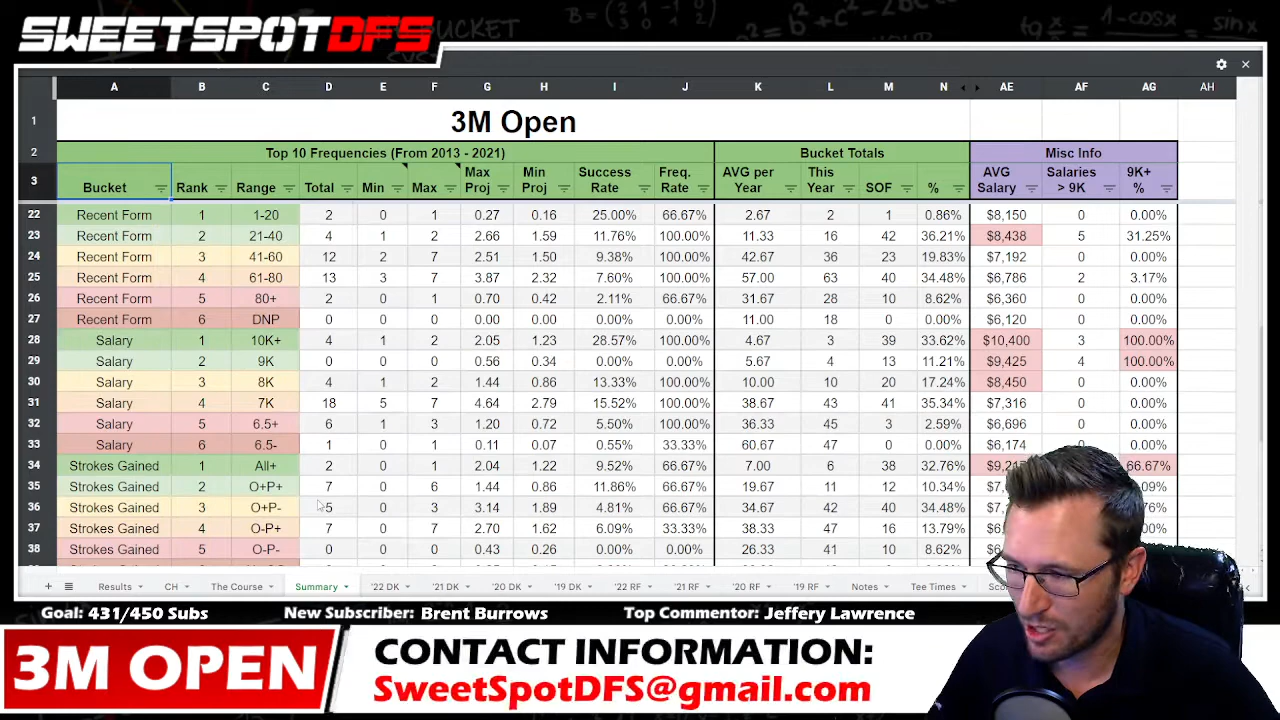 SWEETSPOTDFS
A B C D E F G H I J K L M N AE AF AG AH
1 3M Open
2 Top 10 Frequencies (From 2013 - 2021) Bucket Totals Misc Info
3 Bucket Rank Range Total Min Max Max Proj Min Proj Success Rate Freq. Rate AVG per Year This Year SOF % AVG Salary Salaries > 9K 9K+ %
22 Recent Form 1 1-20 2 0 1 0.27 0.16 25.00% 66.67% 2.67 2 1 0.86% $8,150 0 0.00%
23 Recent Form 2 21-40 4 1 2 2.66 1.59 11.76% 100.00% 11.33 16 42 36.21% $8,438 5 31.25%
24 Recent Form 3 41-60 12 2 7 2.51 1.50 9.38% 100.00% 42.67 36 23 19.83% $7,192 0 0.00%
25 Recent Form 4 61-80 13 3 7 3.87 2.32 7.60% 100.00% 57.00 63 40 34.48% $6,786 2 3.17%
26 Recent Form 5 80+ 2 0 1 0.70 0.42 2.11% 66.67% 31.67 28 10 8.62% $6,360 0 0.00%
27 Recent Form 6 DNP 0 0 0 0.00 0.00 0.00% 0.00% 11.00 18 0 0.00% $6,120 0 0.00%
28 Salary 1 10K+ 4 1 2 2.05 1.23 28.57% 100.00% 4.67 3 39 33.62% $10,400 3 100.00%
29 Salary 2 9K 0 0 0 0.56 0.34 0.00% 0.00% 5.67 4 13 11.21% $9,425 4 100.00%
30 Salary 3 8K 4 1 2 1.44 0.86 13.33% 100.00% 10.00 10 20 17.24% $8,450 0 0.00%
31 Salary 4 7K 18 5 7 4.64 2.79 15.52% 100.00% 38.67 43 41 35.34% $7,316 0 0.00%
32 Salary 5 6.5+ 6 1 3 1.20 0.72 5.50% 100.00% 36.33 45 3 2.59% $6,696 0 0.00%
33 Salary 6 6.5- 1 0 1 0.11 0.07 0.55% 33.33% 60.67 47 0 0.00% $6,174 0 0.00%
34 Strokes Gained 1 All+ 2 0 1 2.04 1.22 9.52% 66.67% 7.00 6 38 32.76% 66.67%
35 Strokes Gained 2 O+P+ 7 0 6 1.44 0.86 11.86% 66.67% 19.67 11 12 10.34%
36 Strokes Gained 3 O+P- 5 0 3 3.14 1.89 4.81% 66.67% 34.67 42 40 34.48%
37 Strokes Gained 4 O-P+ 7 0 7 2.70 1.62 6.09% 33.33% 38.33 47 16 13.79%
38 Strokes Gained 5 O-P- 0 0 0 0.43 0.26 0.00% 0.00% 26.33 41 10 8.62%
+ Results CH The Course Summary '22 DK '21 DK '20 DK '19 DK '22 RF '21 RF '20 RF '19 RF Notes Tee Times
Goal: 431/450 Subs New Subscriber: Brent Burrows Top Commentor: Jeffery Lawrence
3M OPEN
CONTACT INFORMATION:
SweetSpotDFS@gmail.com